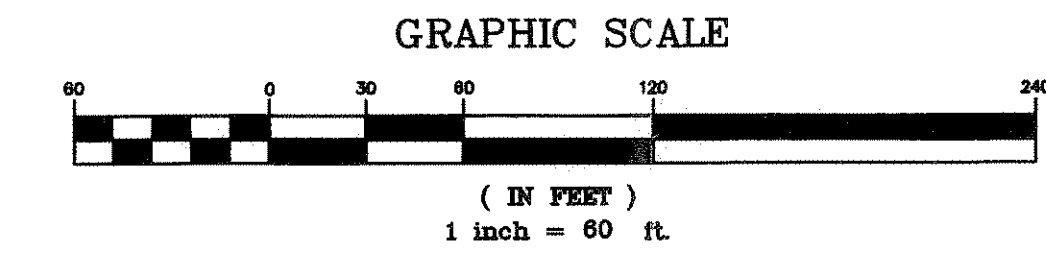 GRAPHIC SCALE
60 0 30 60 120 240
( IN FEET )
1 inch = 60 ft.